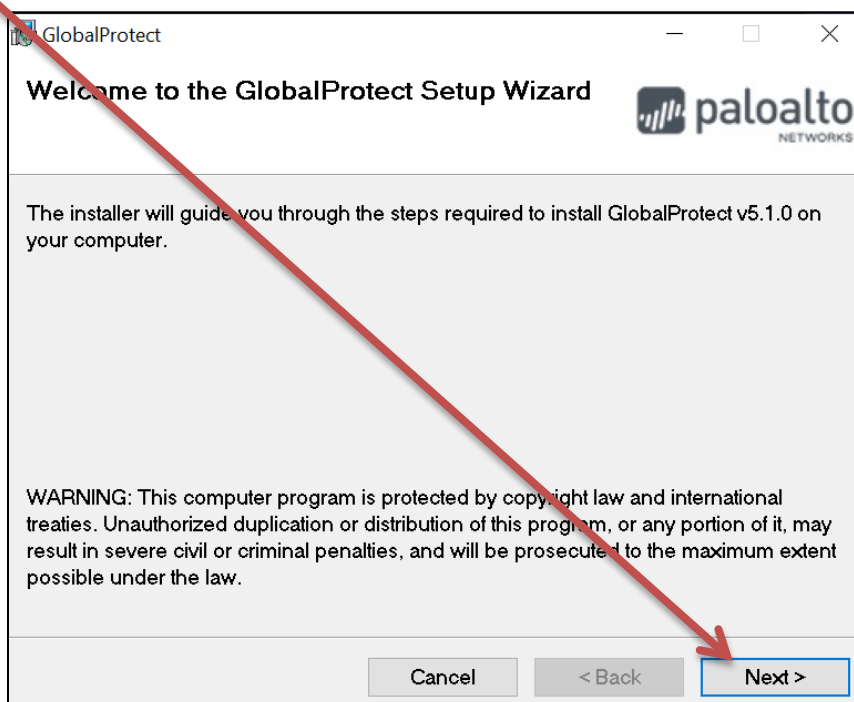 GlobalProtect
Welcome to the GlobalProtect Setup Wizard
paloalto
NETWORKS
The installer will guide you through the steps required to install GlobalProtect v5.1.0 on
your computer.
WARNING: This computer program is protected by copyright law and international
treaties. Unauthorized duplication or distribution of this program, or any portion of it, may
result in severe civil or criminal penalties, and will be prosecuted to the maximum extent
possible under the law.
Cancel < Back Next >